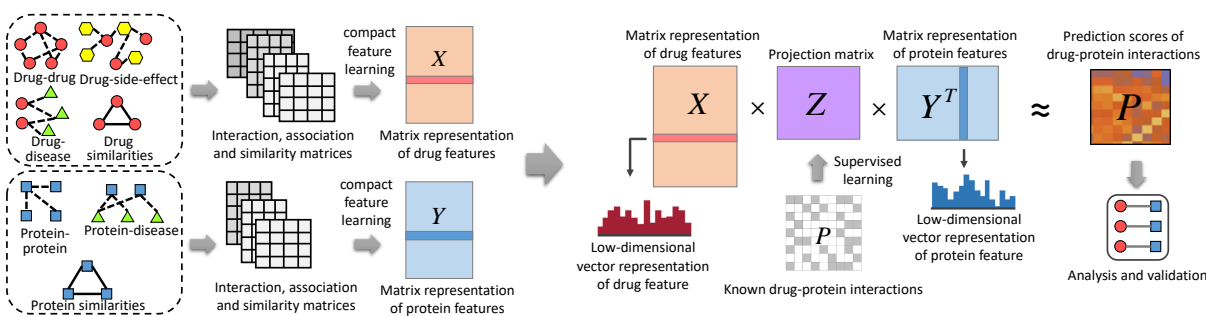 Drug-drug
Drug-side-effect
Drug-
disease
Drug
similarities
Protein-
protein
Protein-disease
Protein similarities
Interaction, association
and similarity matrices
compact
feature
learning
X
Matrix representation
of drug features
Interaction, association
and similarity matrices
compact
feature
learning
Y
Matrix representation
of protein features
Matrix representation
of drug features
X
×
Projection matrix
Z
×
Matrix representation
of protein features
Y^T
≈
Prediction scores of
drug-protein interactions
P
Low-dimensional
vector representation
of drug feature
Supervised
learning
P
Known drug-protein interactions
Low-dimensional
vector representation
of protein feature
Analysis and validation